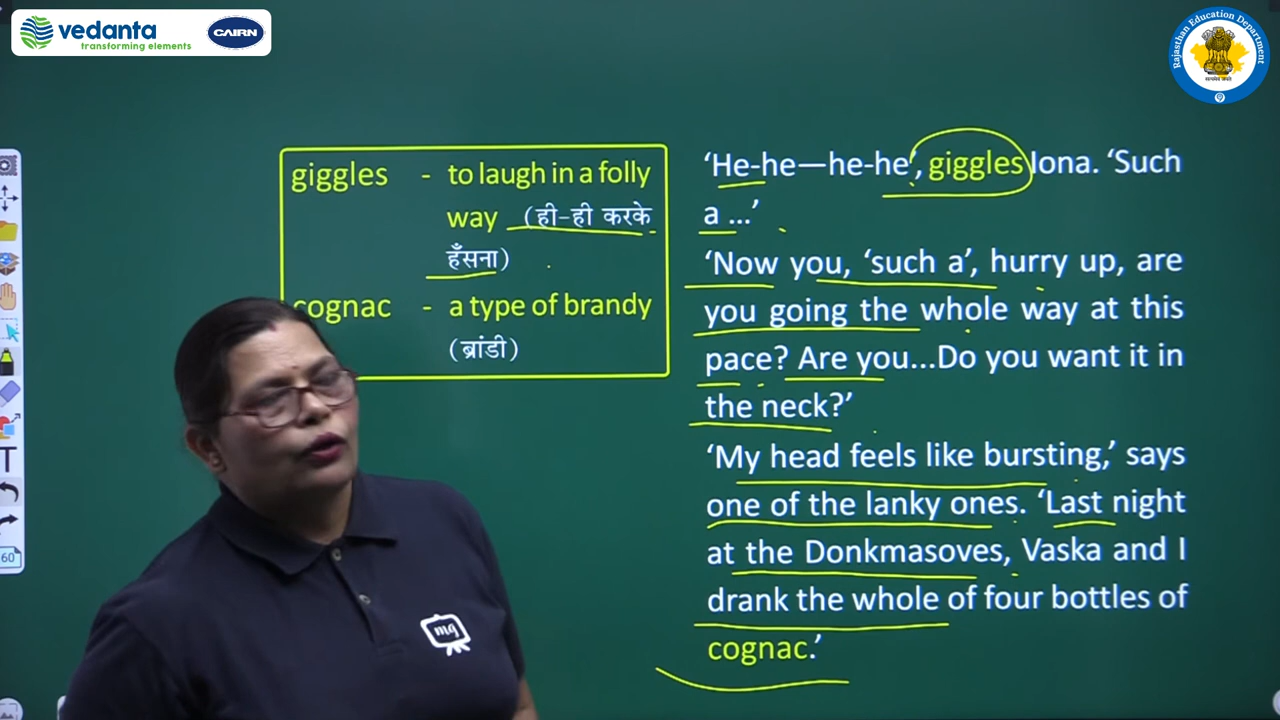 vedanta
transforming elements
CAIRN
Rajasthan Education Department
giggles - to laugh in a folly
way (ही-ही करके
हँसना)
cognac - a type of brandy
(ब्रांडी)
‘He-he—he-he’, giggles Iona. ‘Such
a ...’
‘Now you, ‘such a’, hurry up, are
you going the whole way at this
pace? Are you...Do you want it in
the neck?’
‘My head feels like bursting,’ says
one of the lanky ones. ‘Last night
at the Donkmasoves, Vaska and I
drank the whole of four bottles of
cognac.’
mg
T
60